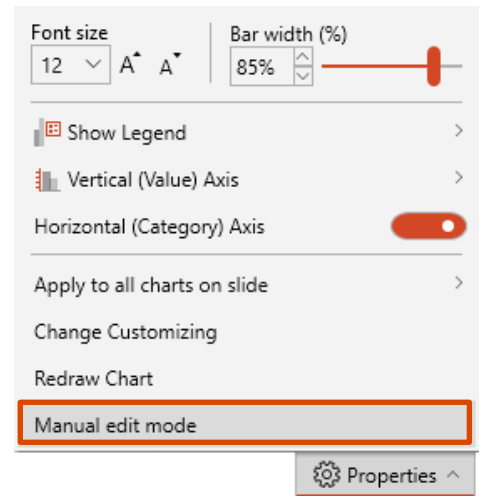 Font size Bar width (%)
12 A A 85%
Show Legend
Vertical (Value) Axis
Horizontal (Category) Axis
Apply to all charts on slide
Change Customizing
Redraw Chart
Manual edit mode
Properties